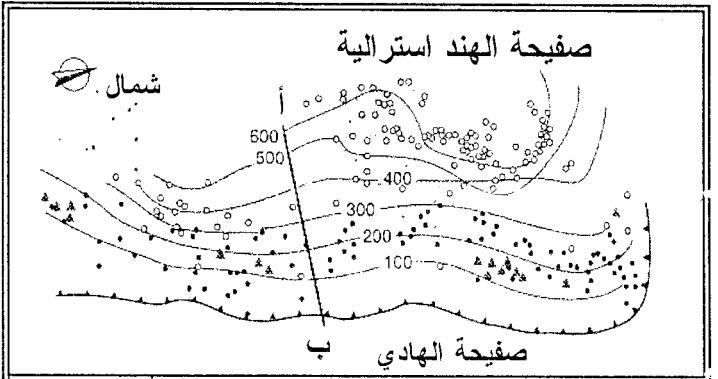 صفيحة الهند استرالية
شمال
أ
600
500
400
300
200
100
ب
صفيحة الهادي